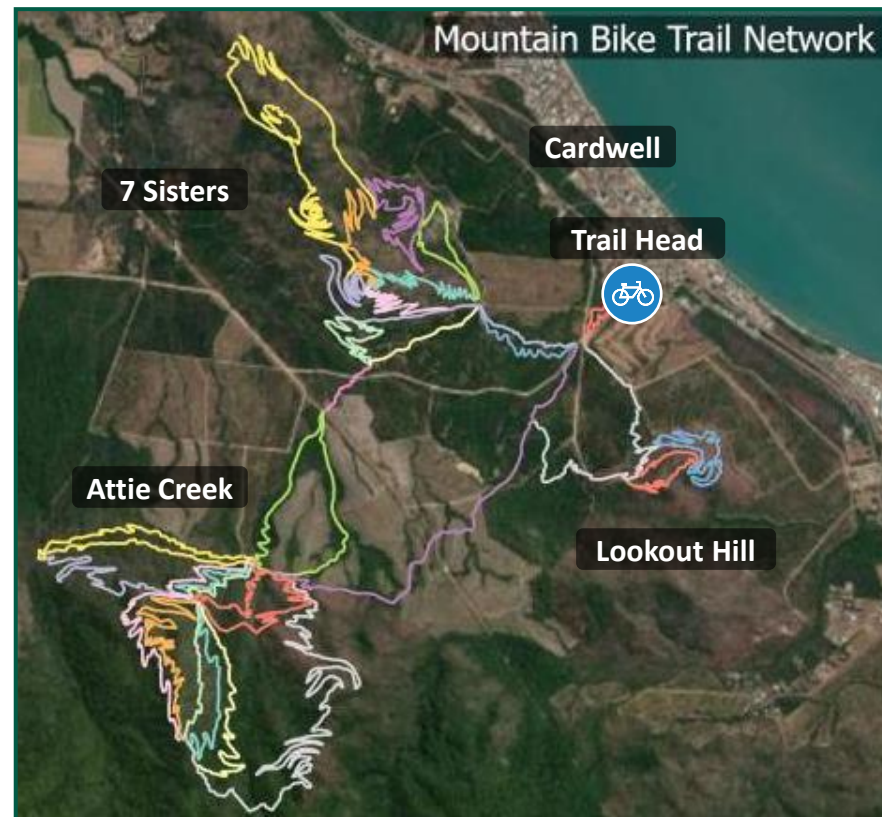 Mountain Bike Trail Network
Cardwell
7 Sisters
Trail Head
Attie Creek
Lookout Hill